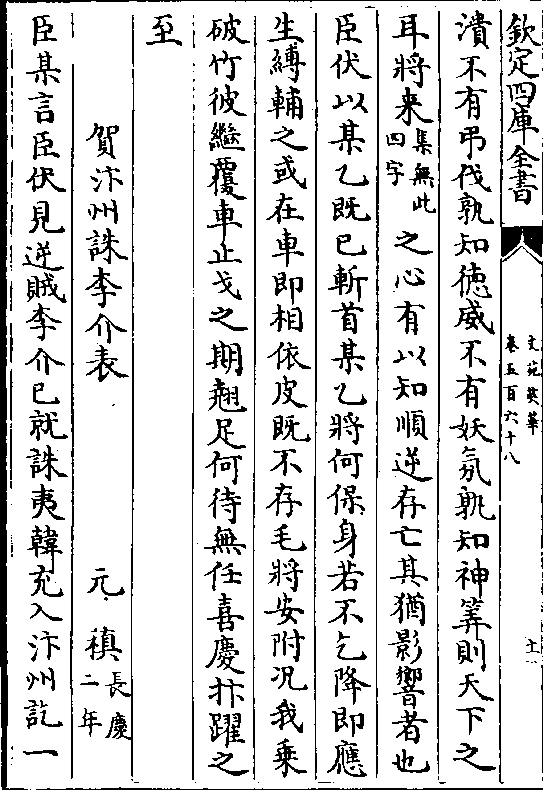 欽定四庫全書
文苑英華
卷五百六十八
十一
潰不有弔伐孰知徳威不有妖氛孰知神筭則天下之
耳將来集無此四字之心有以知順逆存亡其猶影響者也
臣伏以某乙既已斬首某乙將何保身若不乞降即應
生縛輔之或在車即相依皮既不存毛將安附况我乗
破竹彼繼覆車止戈之期翹足何待無任喜慶抃躍之
至
賀汴州誅李介表
元稹長慶二年
臣某言臣伏見逆賊李介已就誅夷韓充入汴州訖一